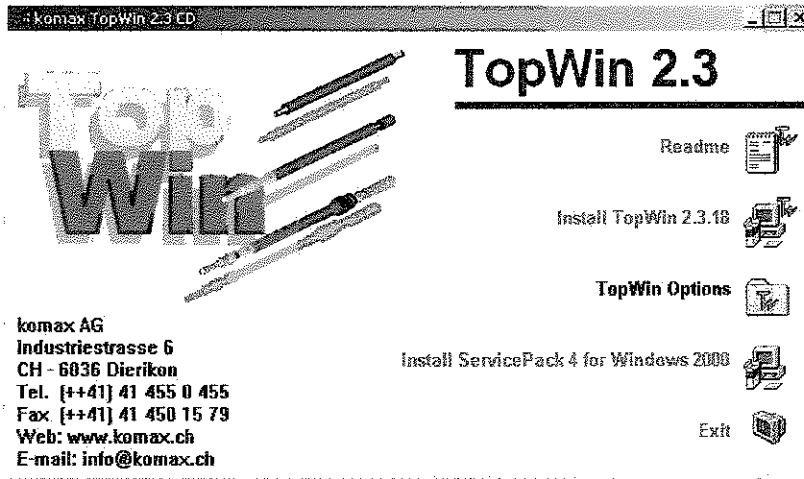 komax TopWin 2.3 CD
Top
Win
TopWin 2.3
Readme
Install TopWin 2.3.18
TopWin Options
Install ServicePack 4 for Windows 2000
Exit
komax AG
Industriestrasse 6
CH - 6036 Dierikon
Tel. (++41) 41 455 0 455
Fax (++41) 41 450 15 79
Web: www.komax.ch
E-mail: info@komax.ch